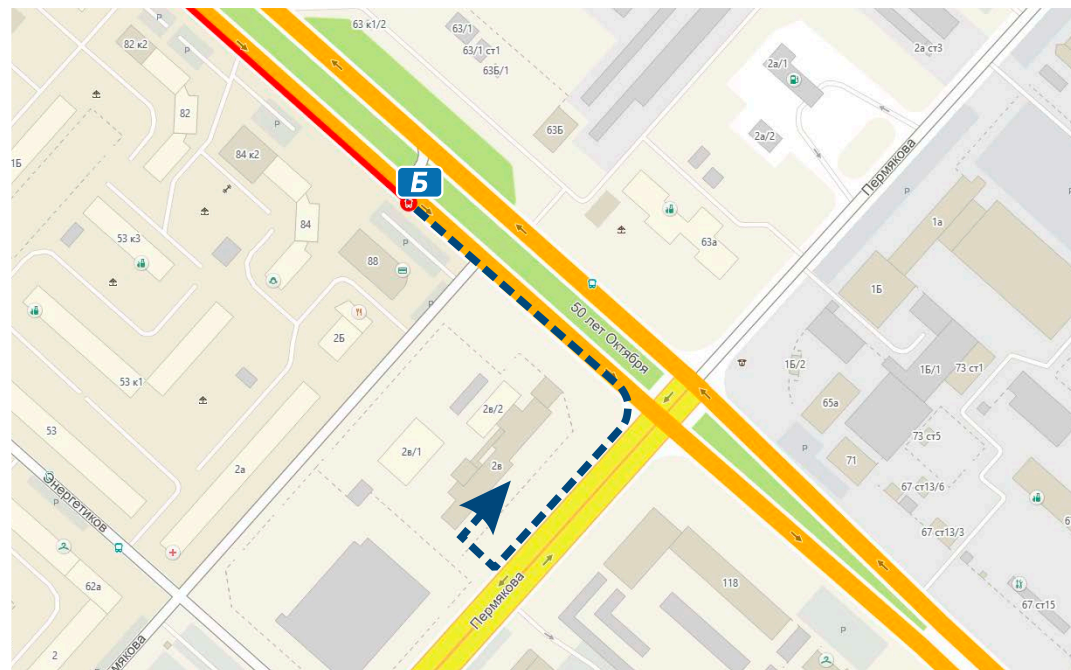 63 к1/2
63/1
63/1 ст1
63Б/1
2а ст3
82 к2
P
2а/1
82
P
63Б
2а/2
1Б
84 к2
Пермякова
P
Б
84
1а
53 к3
P
63а
88
1Б
P
2Б
50 лет Октября
1Б/2
1Б/1
73 ст1
53 к1
2в/2
65а
73 ст5
53
2а
2в/1
2в
P
71
67 ст13/6
Энергетиков
P
67 ст13/3
62а
118
Пермякова
67 ст15
P
2